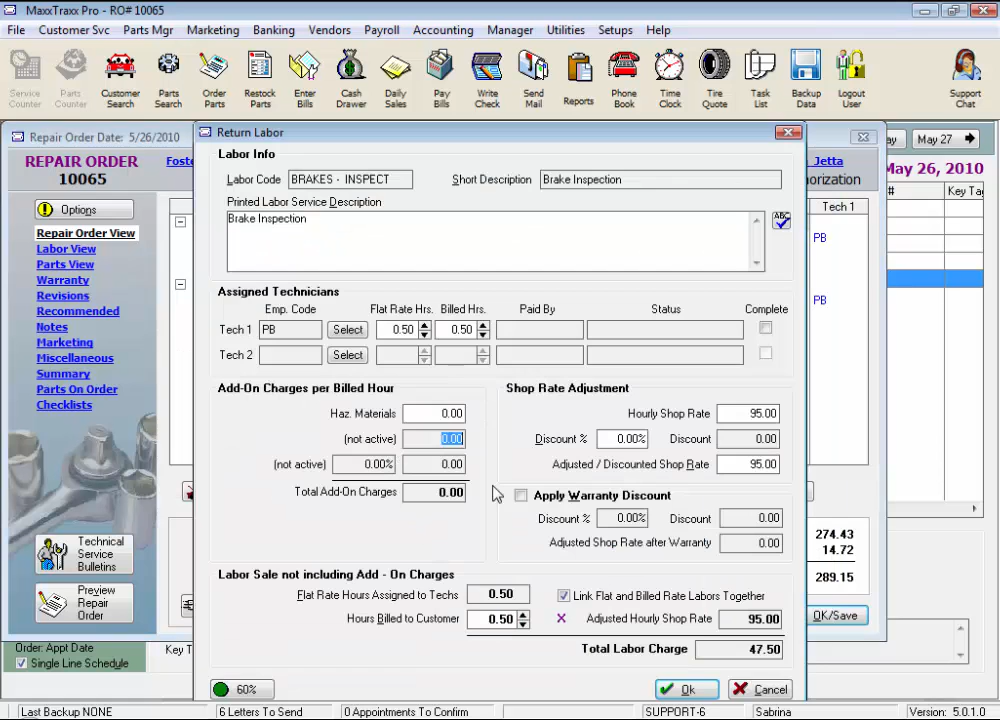 MaxxTraxx Pro - RO# 10065
File Customer Svc Parts Mgr Marketing Banking Vendors Payroll Accounting Manager Utilities Setups Help
Service Counter
Parts Counter
Customer Search
Parts Search
Order Parts
Restock Parts
Enter Bills
Cash Drawer
Daily Sales
Pay Bills
Write Check
Send Mail
Reports
Phone Book
Time Clock
Tire Quote
Task List
Backup Data
Logout User
Support Chat
Repair Order Date: 5/26/2010
REPAIR ORDER
10065
Foste
Options
Repair Order View
Labor View
Parts View
Warranty
Revisions
Recommended
Notes
Marketing
Miscellaneous
Summary
Parts On Order
Checklists
Technical Service Bulletins
Preview Repair Order
Order: Appt Date
Single Line Schedule
Key T
Return Labor
Labor Info
Labor Code BRAKES - INSPECT Short Description Brake Inspection
Printed Labor Service Description
Brake Inspection
ABC
Assigned Technicians
Emp. Code Flat Rate Hrs. Billed Hrs. Paid By Status Complete
Tech 1 PB Select 0.50 0.50
Tech 2 Select
Add-On Charges per Billed Hour
Haz. Materials 0.00
(not active) 0.00
(not active) 0.00% 0.00
Total Add-On Charges 0.00
Shop Rate Adjustment
Hourly Shop Rate 95.00
Discount % 0.00% Discount 0.00
Adjusted / Discounted Shop Rate 95.00
Apply Warranty Discount
Discount % 0.00% Discount 0.00
Adjusted Shop Rate after Warranty 0.00
Labor Sale not including Add - On Charges
Flat Rate Hours Assigned to Techs 0.50 Link Flat and Billed Rate Labors Together
Hours Billed to Customer 0.50 X Adjusted Hourly Shop Rate 95.00
Total Labor Charge 47.50
60% Ok Cancel
ay May 27
Jetta
orization
May 26, 2010
# Key Tag
Tech 1
PB
PB
274.43
14.72
289.15
OK/Save
Last Backup NONE 6 Letters To Send 0 Appointments To Confirm SUPPORT-6 Sabrina Version: 5.0.1.0